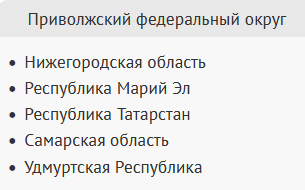 Приволжский федеральный округ
• Нижегородская область
• Республика Марий Эл
• Республика Татарстан
• Самарская область
• Удмуртская Республика